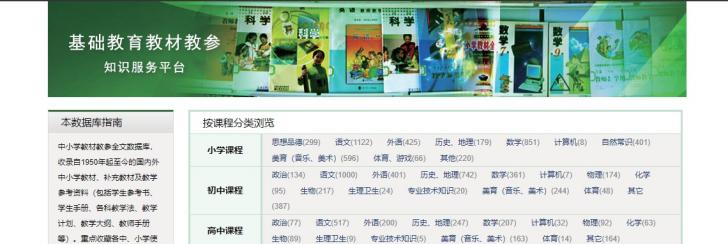 基础教育教材教参
知识服务平台
科学
科学
数学
本数据库指南
中小学教材教参全文数据库，
收录自1950年起至今的国内外
中小学教材、补充教材及教学
参考资料（包括学生参考书、
学生手册、各科教学法、教学
计划、教学大纲、教师手册
等）。重点收藏各中、小学使
按课程分类浏览
小学课程
思想品德(299) 语文(1122) 外语(425) 历史、地理(179) 数学(851) 计算机(8) 自然常识(401)
美育（音乐、美术）(596) 体育、游戏(66) 其他(220)
初中课程
政治(134) 语文(1000) 外语(401) 历史、地理(742) 数学(361) 计算机(7) 物理(174) 化学
(95) 生物(217) 生理卫生(24) 专业技术知识(20) 美育（音乐、美术）(244) 体育(48) 其它
(387)
高中课程
政治(77) 语文(517) 外语(200) 历史、地理(247) 数学(207) 计算机(32) 物理(92) 化学(63)
生物(89) 生理卫生(9) 专业技术知识(5) 美育（音乐、美术）(163) 体育(14) 其它(164)